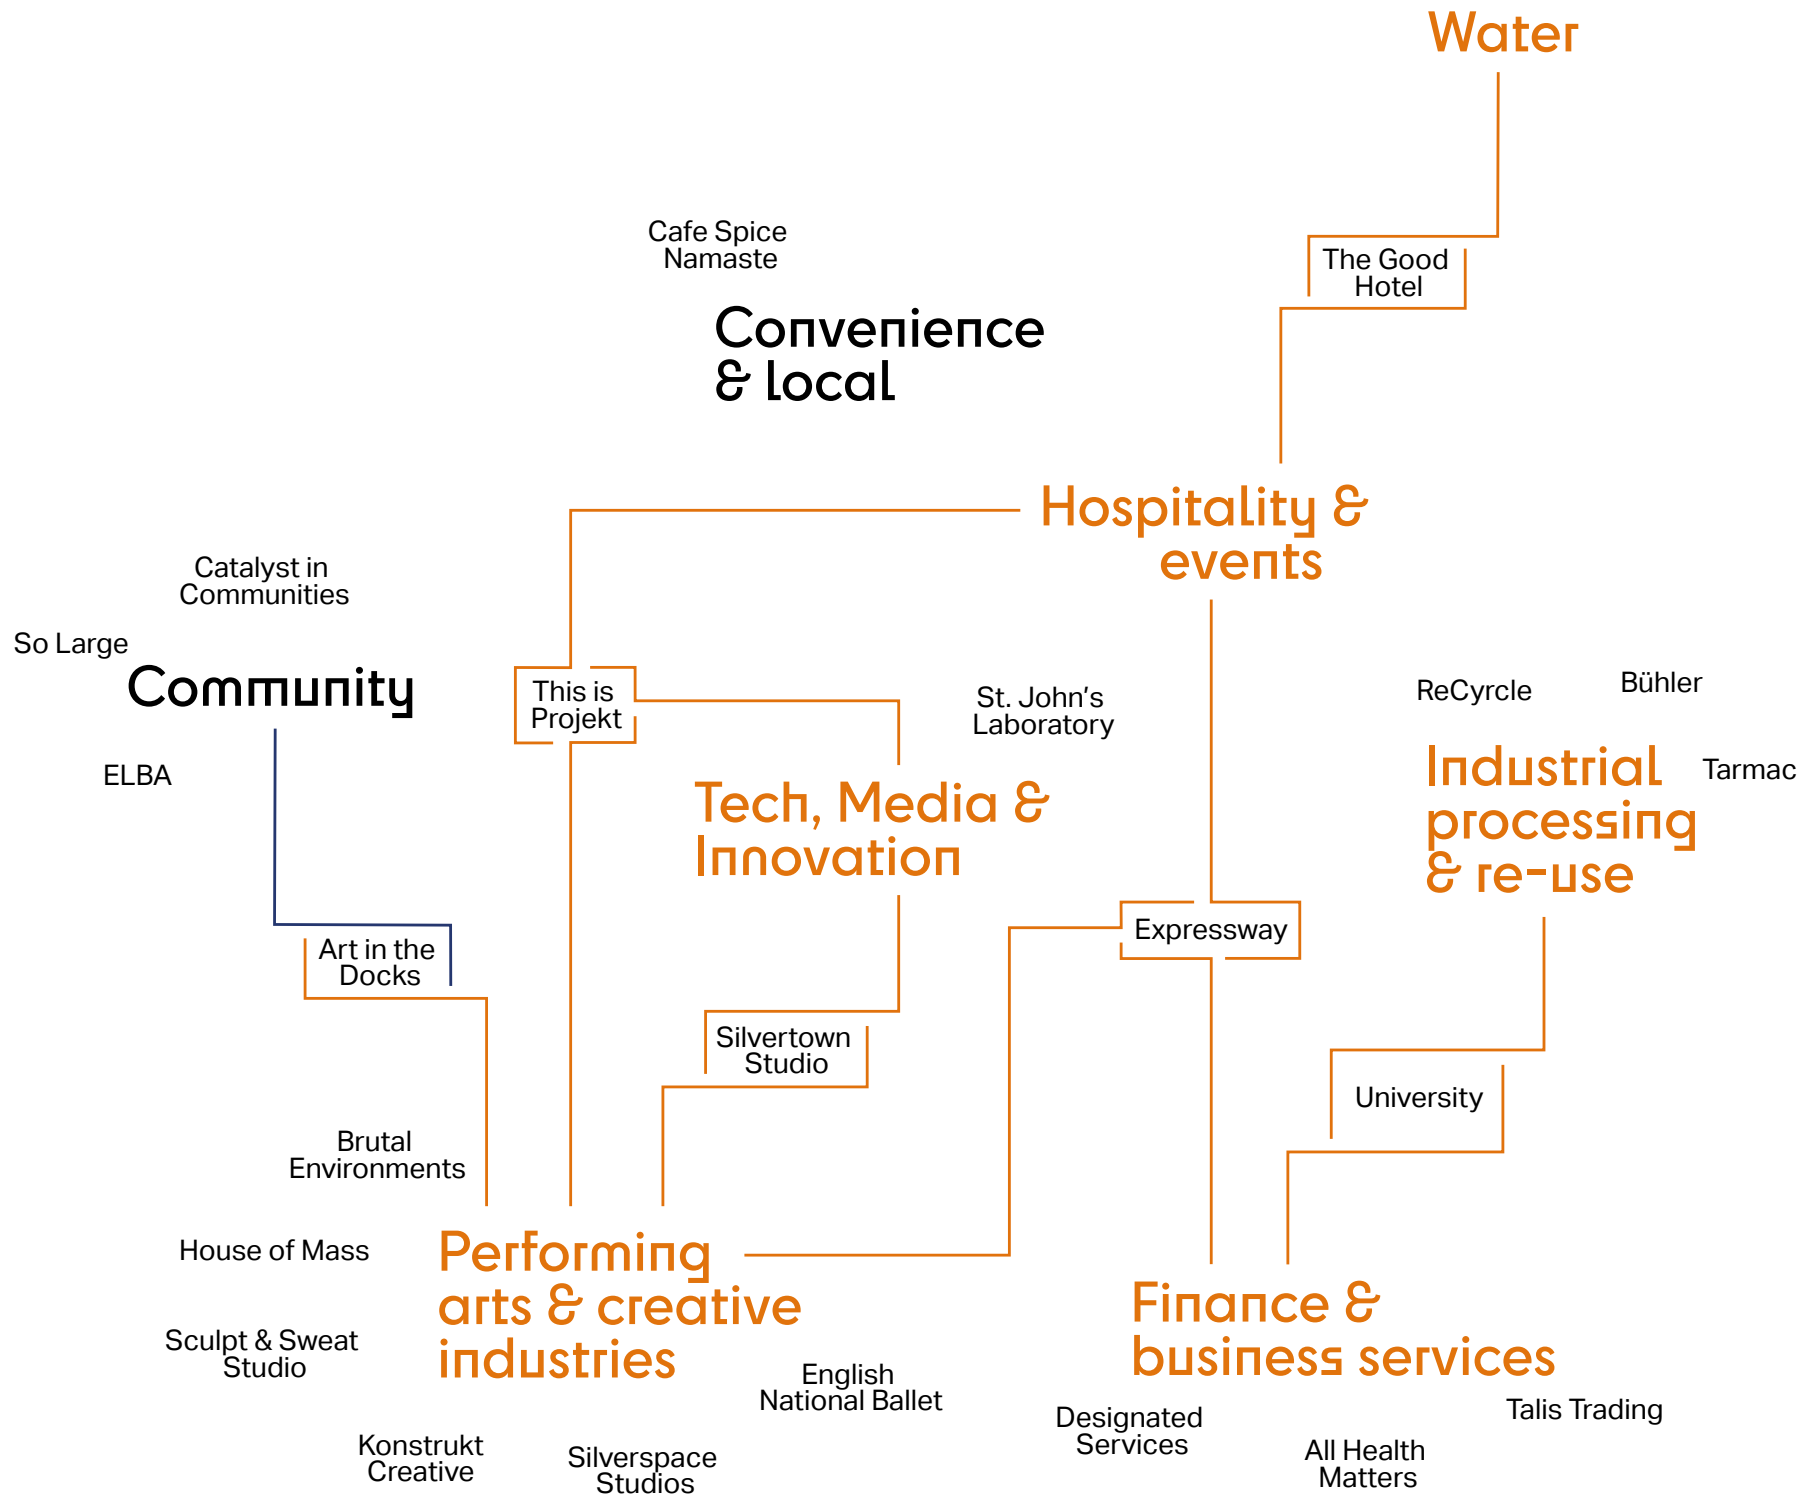 Water
Cafe Spice
Namaste
The Good
Hotel
Convenience
& local
Hospitality &
events
Catalyst in
Communities
So Large
Community
ELBA
This is
Projekt
St. John's
Laboratory
ReCyrcle
Bühler
Tech, Media &
Innovation
Industrial
processing
& re-use
Tarmac
Art in the
Docks
Expressway
Silvertown
Studio
University
Brutal
Environments
House of Mass
Performing
arts & creative
industries
Finance &
business services
Sculpt & Sweat
Studio
English
National Ballet
Designated
Services
Talis Trading
Konstrukt
Creative
Silverspace
Studios
All Health
Matters